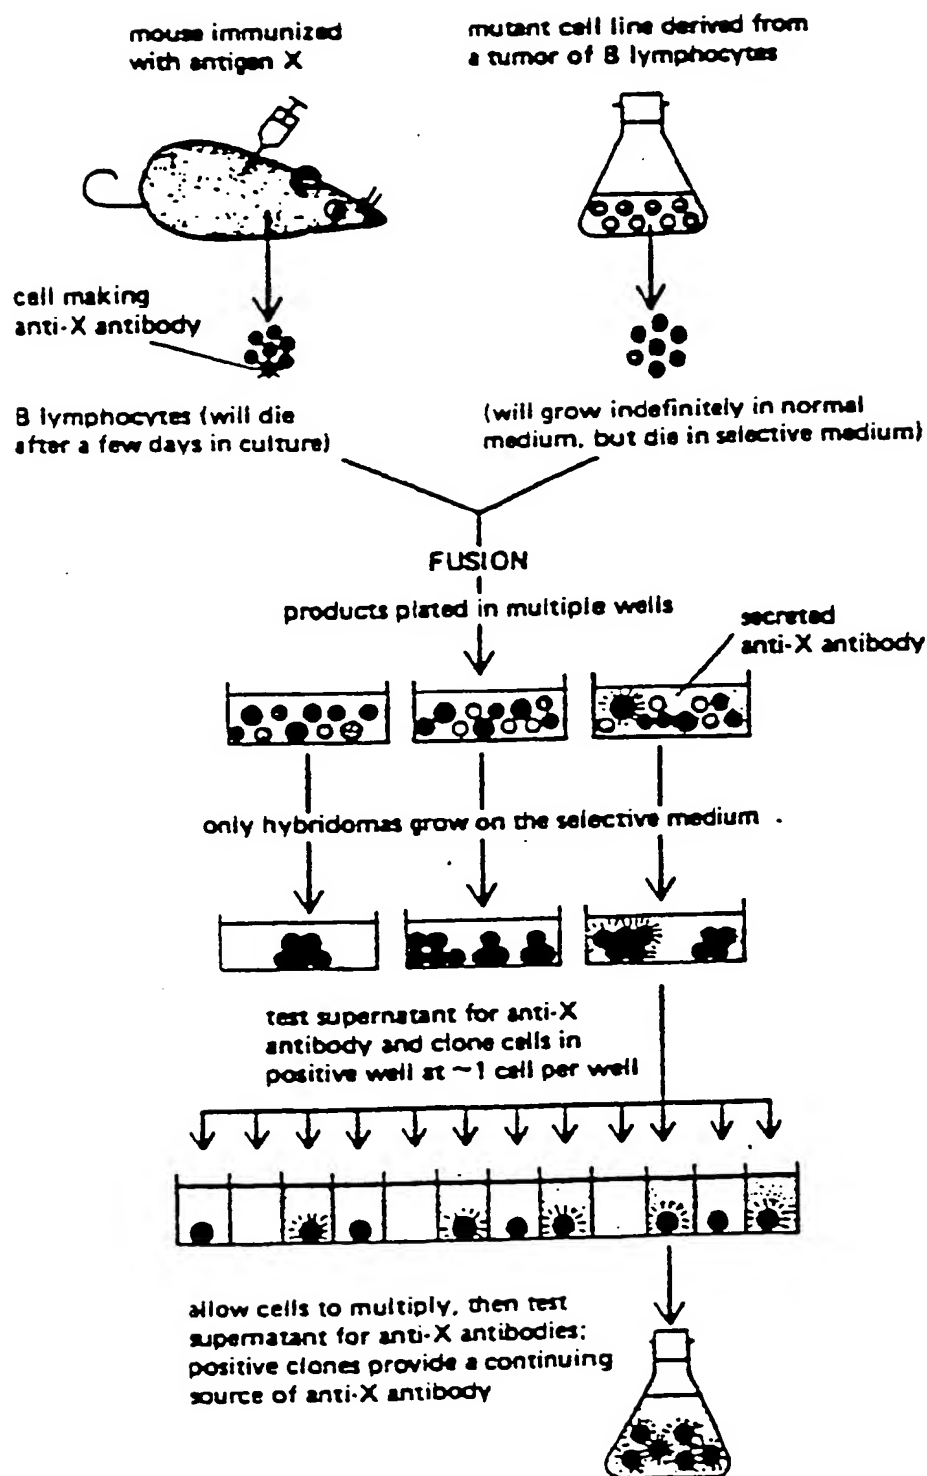 mouse immunized
with antigen X
mutant cell line derived from
a tumor of B lymphocytes
cell making
anti-X antibody
B lymphocytes (will die
after a few days in culture)
(will grow indefinitely in normal
medium, but die in selective medium)
FUSION
products plated in multiple wells
secreted
anti-X antibody
only hybridomas grow on the selective medium
test supernatant for anti-X
antibody and clone cells in
positive well at ~1 cell per well
allow cells to multiply, then test
supernatant for anti-X antibodies;
positive clones provide a continuing
source of anti-X antibody